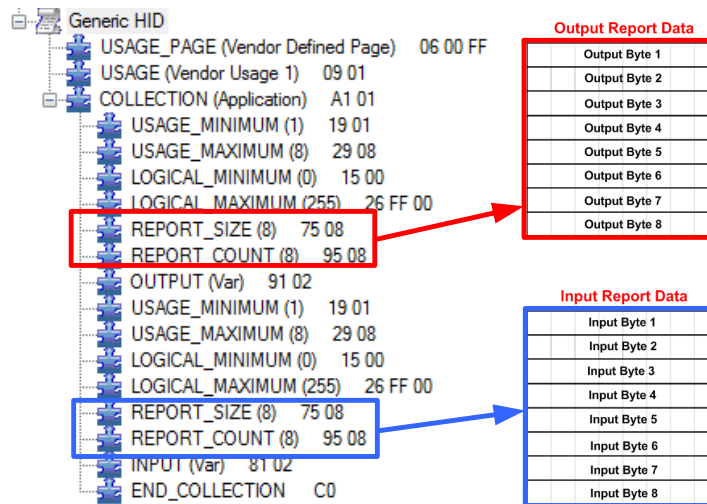 Generic HID
USAGE_PAGE (Vendor Defined Page) 06 00 FF
USAGE (Vendor Usage 1) 09 01
COLLECTION (Application) A1 01
USAGE_MINIMUM (1) 19 01
USAGE_MAXIMUM (8) 29 08
LOGICAL_MINIMUM (0) 15 00
LOGICAL_MAXIMUM (255) 26 FF 00
REPORT_SIZE (8) 75 08
REPORT_COUNT (8) 95 08
OUTPUT (Var) 91 02
USAGE_MINIMUM (1) 19 01
USAGE_MAXIMUM (8) 29 08
LOGICAL_MINIMUM (0) 15 00
LOGICAL_MAXIMUM (255) 26 FF 00
REPORT_SIZE (8) 75 08
REPORT_COUNT (8) 95 08
INPUT (Var) 81 02
END_COLLECTION C0
Output Report Data
Output Byte 1
Output Byte 2
Output Byte 3
Output Byte 4
Output Byte 5
Output Byte 6
Output Byte 7
Output Byte 8
Input Report Data
Input Byte 1
Input Byte 2
Input Byte 3
Input Byte 4
Input Byte 5
Input Byte 6
Input Byte 7
Input Byte 8